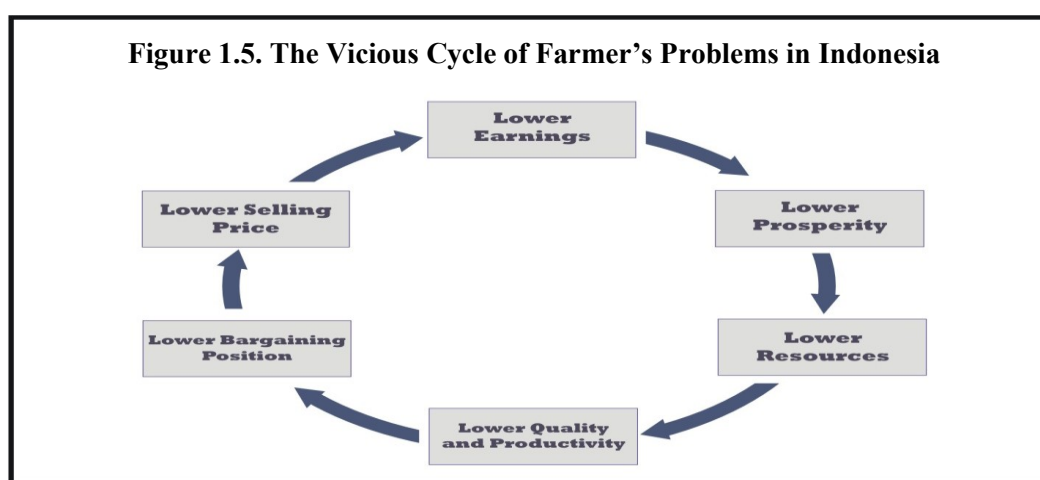 Figure 1.5. The Vicious Cycle of Farmer’s Problems in Indonesia
Lower
Earnings
Lower
Prosperity
Lower
Resources
Lower Quality
and Productivity
Lower Bargaining
Position
Lower Selling
Price